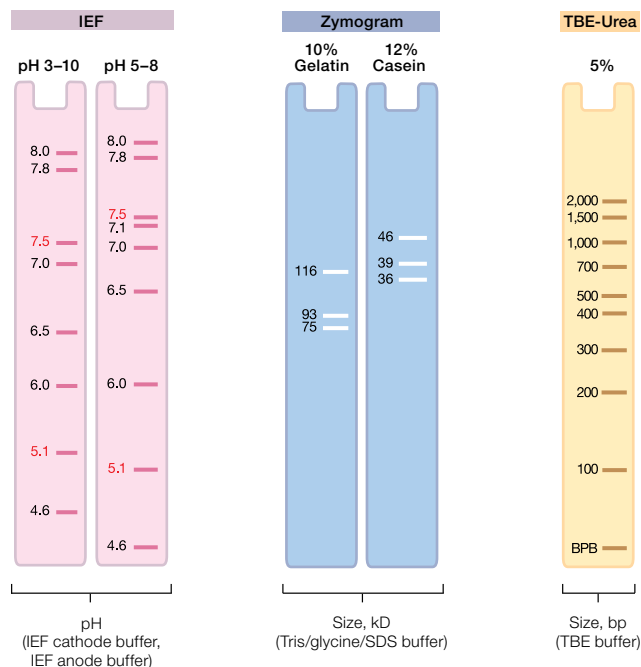 IEF
pH 3–10
pH 5–8
8.0
7.8
7.5
7.0
6.5
6.0
5.1
4.6
8.0
7.8
7.5
7.1
7.0
6.5
6.0
5.1
4.6
pH
(IEF cathode buffer,
IEF anode buffer)
Zymogram
10%
Gelatin
12%
Casein
116
93
75
46
39
36
Size, kD
(Tris/glycine/SDS buffer)
TBE-Urea
5%
2,000
1,500
1,000
700
500
400
300
200
100
BPB
Size, bp
(TBE buffer)